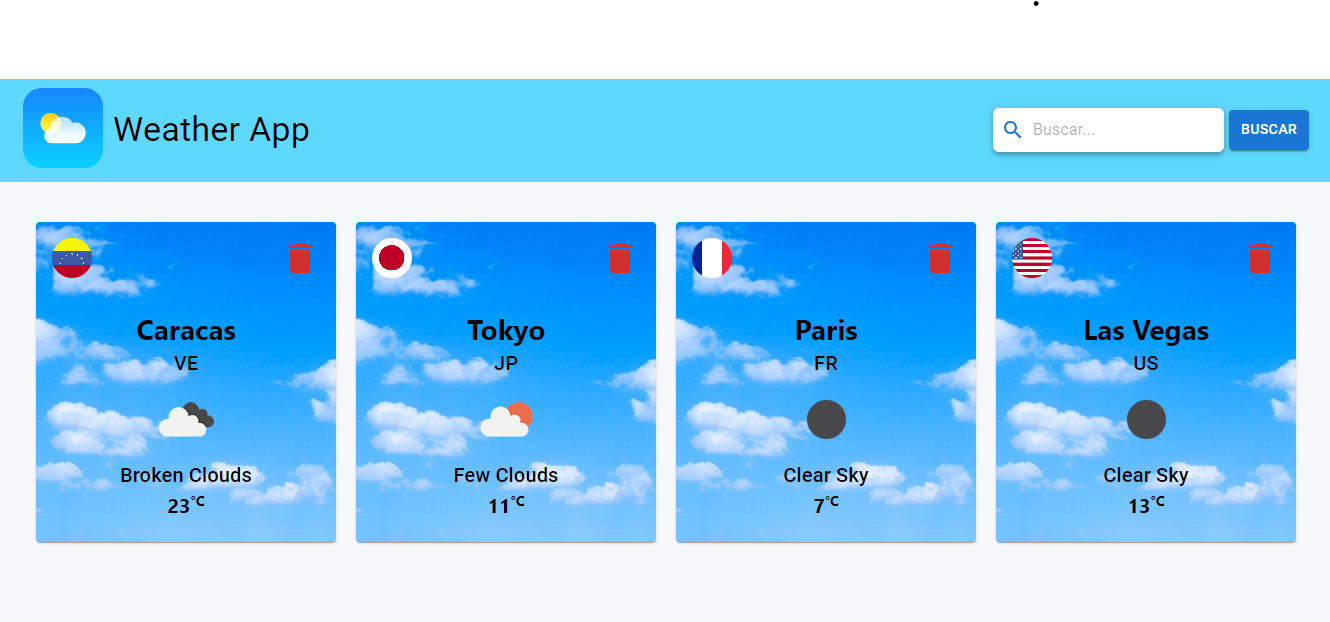 Weather App
Buscar...
BUSCAR
Caracas
VE
Broken Clouds
23°C
Tokyo
JP
Few Clouds
11°C
Paris
FR
Clear Sky
7°C
Las Vegas
US
Clear Sky
13°C